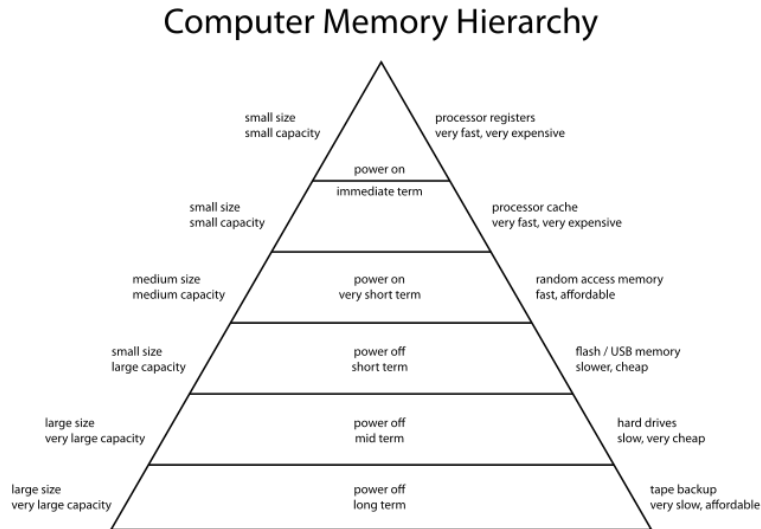 Computer Memory Hierarchy
small size
small capacity
processor registers
very fast, very expensive
power on
immediate term
small size
small capacity
processor cache
very fast, very expensive
medium size
medium capacity
power on
very short term
random access memory
fast, affordable
small size
large capacity
power off
short term
flash / USB memory
slower, cheap
large size
very large capacity
power off
mid term
hard drives
slow, very cheap
large size
very large capacity
power off
long term
tape backup
very slow, affordable